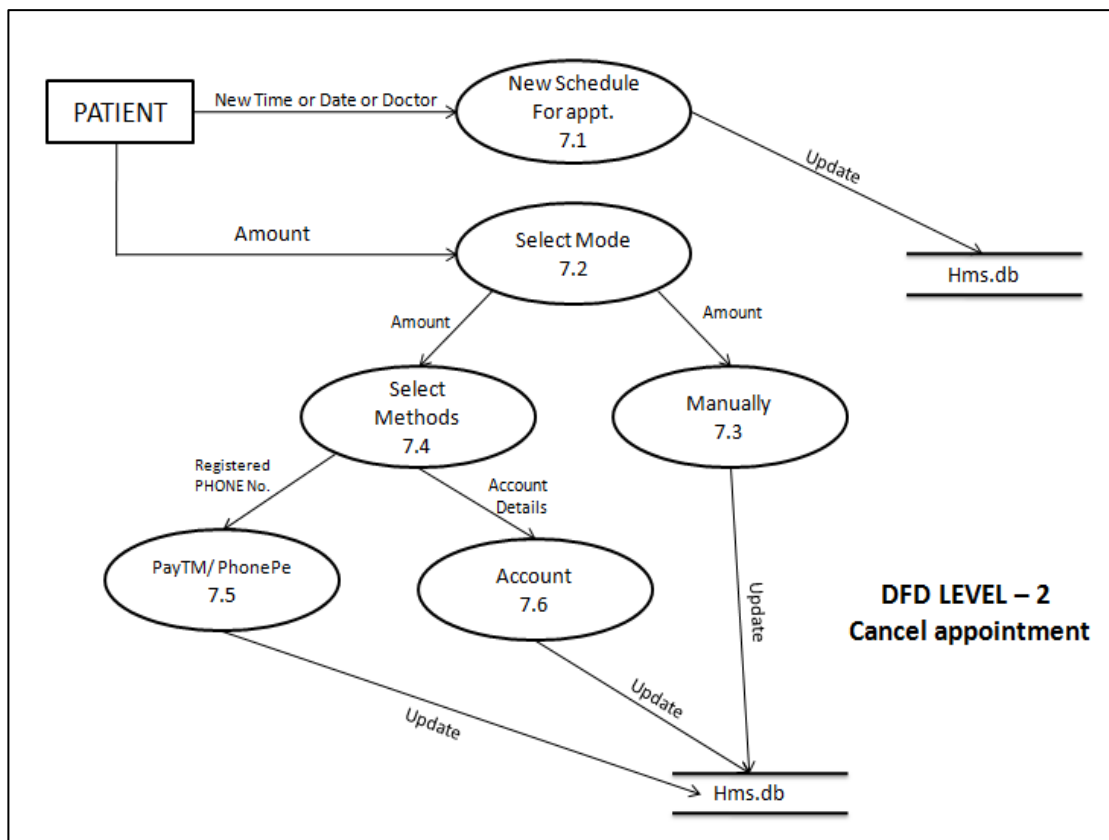 PATIENT
New Time or Date or Doctor
New Schedule
For appt.
7.1
Update
Amount
Select Mode
7.2
Hms.db
Amount
Amount
Select
Methods
7.4
Manually
7.3
Registered
PHONE No.
Account
Details
PayTM/ PhonePe
7.5
Account
7.6
Update
DFD LEVEL – 2
Cancel appointment
Update
Update
Hms.db